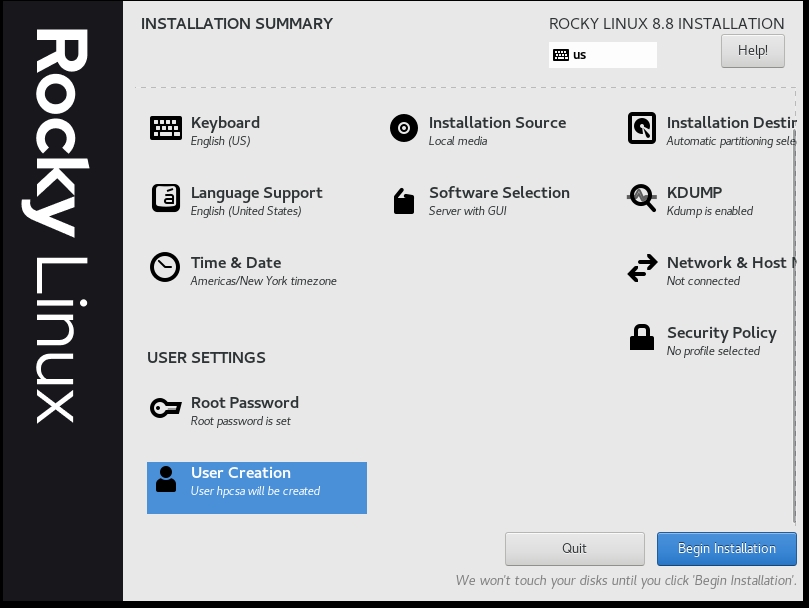 Rocky Linux
INSTALLATION SUMMARY
ROCKY LINUX 8.8 INSTALLATION
us
Help!
Keyboard
English (US)
Installation Source
Local media
Installation Destin
Automatic partitioning sele
Language Support
English (United States)
Software Selection
Server with GUI
KDUMP
Kdump is enabled
Time & Date
Americas/New York timezone
Network & Host N
Not connected
Security Policy
No profile selected
USER SETTINGS
Root Password
Root password is set
User Creation
User hpcsa will be created
Quit
Begin Installation
We won't touch your disks until you click 'Begin Installation'.